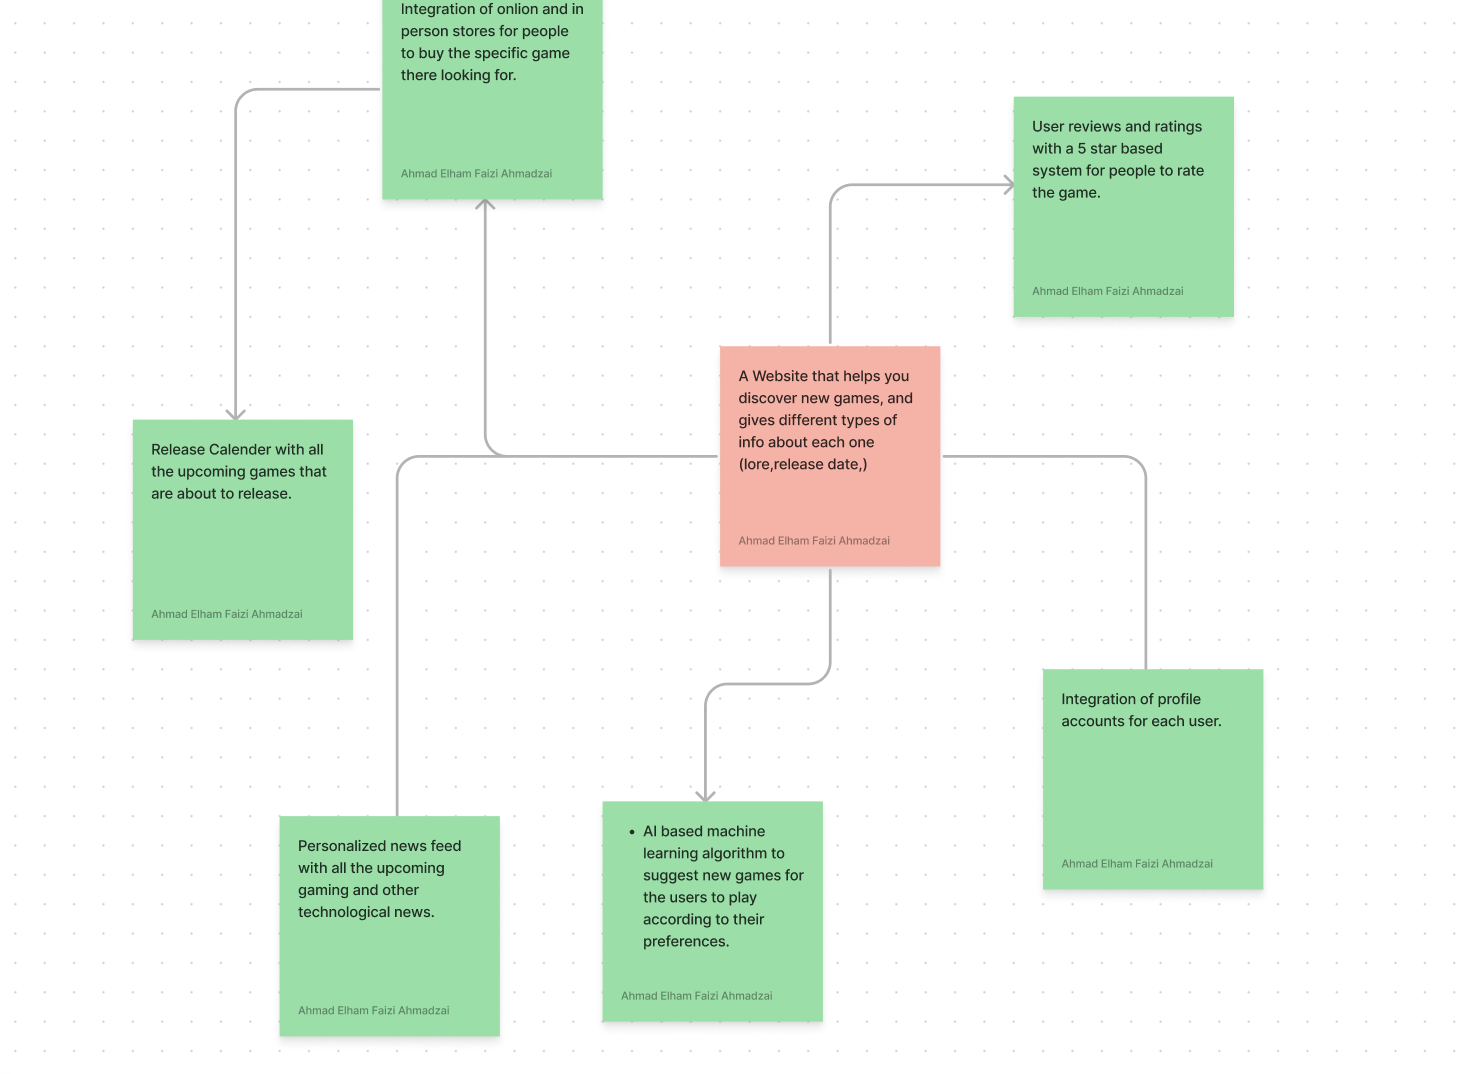 Integration of onlion and in
person stores for people
to buy the specific game
there looking for.
Ahmad Elham Faizi Ahmadzai
User reviews and ratings
with a 5 star based
system for people to rate
the game.
Ahmad Elham Faizi Ahmadzai
A Website that helps you
discover new games, and
gives different types of
info about each one
(lore,release date,)
Ahmad Elham Faizi Ahmadzai
Release Calender with all
the upcoming games that
are about to release.
Ahmad Elham Faizi Ahmadzai
Integration of profile
accounts for each user.
Ahmad Elham Faizi Ahmadzai
Personalized news feed
with all the upcoming
gaming and other
technological news.
Ahmad Elham Faizi Ahmadzai
• AI based machine
learning algorithm to
suggest new games for
the users to play
according to their
preferences.
Ahmad Elham Faizi Ahmadzai